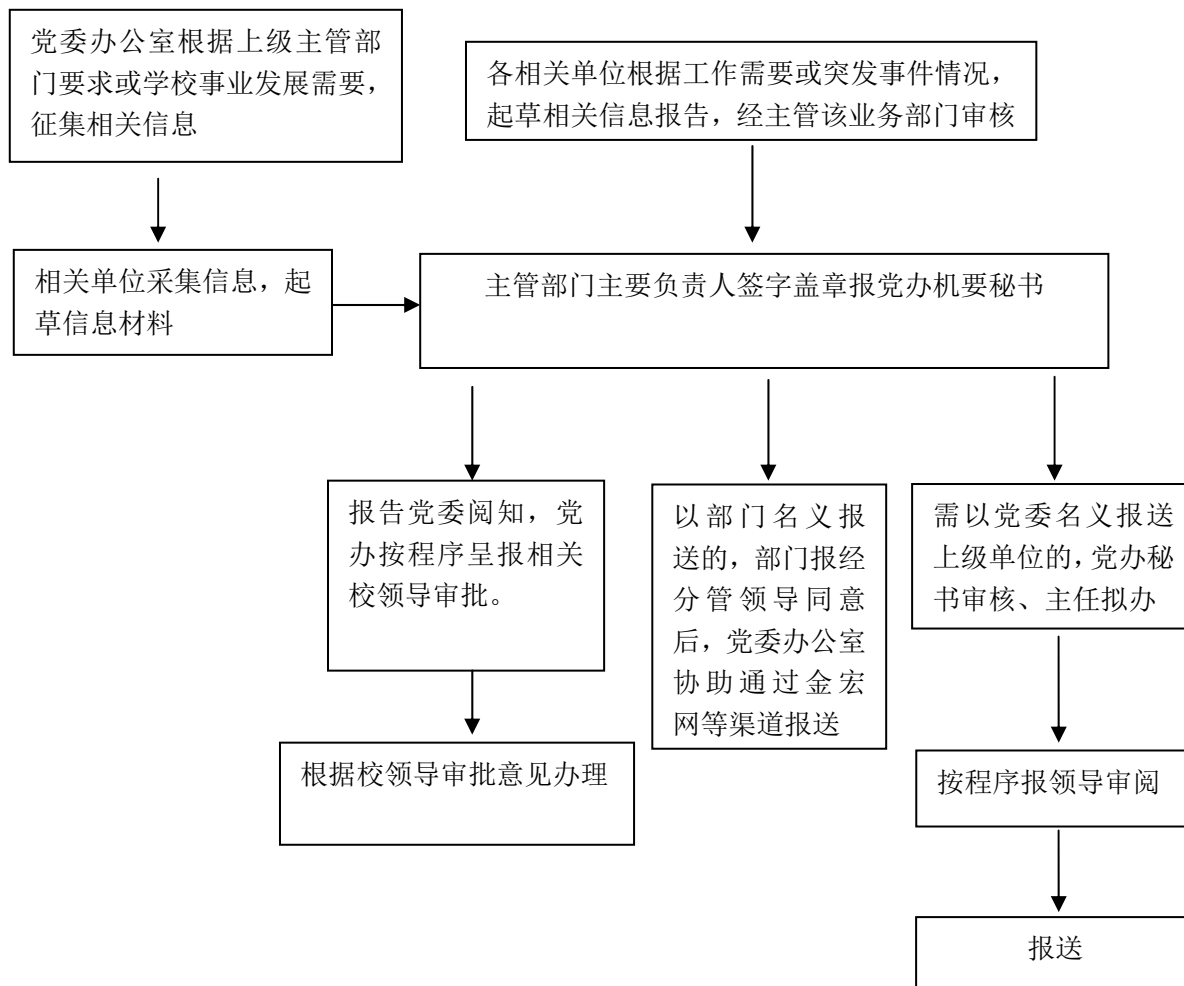 党委办公室根据上级主管部
门要求或学校事业发展需要，
征集相关信息
各相关单位根据工作需要或突发事件情况，
起草相关信息报告，经主管该业务部门审核
相关单位采集信息，起
草信息材料
主管部门主要负责人签字盖章报党办机要秘书
报告党委阅知，党
办按程序呈报相关
校领导审批。
以部门名义报
送的，部门报经
分管领导同意
后，党委办公室
协助通过金宏
网等渠道报送
需以党委名义报送
上级单位的，党办秘
书审核、主任拟办
根据校领导审批意见办理
按程序报领导审阅
报送